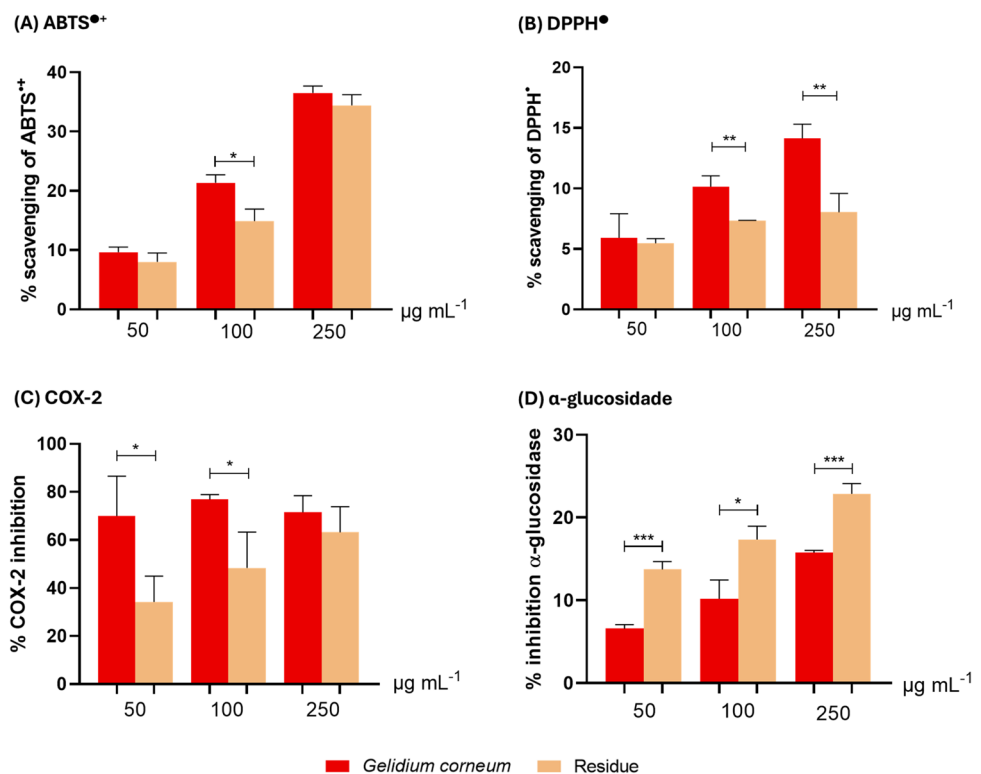 (A) ABTS●+
(B) DPPH●
% scavenging of ABTS•+
40
30
20
10
0
*
50
100
250
µg mL-1
% scavenging of DPPH•
20
15
10
5
0
**
**
50
100
250
µg mL-1
(C) COX-2
(D) α-glucosidade
% COX-2 inhibition
100
80
60
40
20
0
*
*
50
100
250
µg mL-1
% inhibition α-glucosidase
30
20
10
0
***
*
***
50
100
250
µg mL-1
Gelidium corneum
Residue